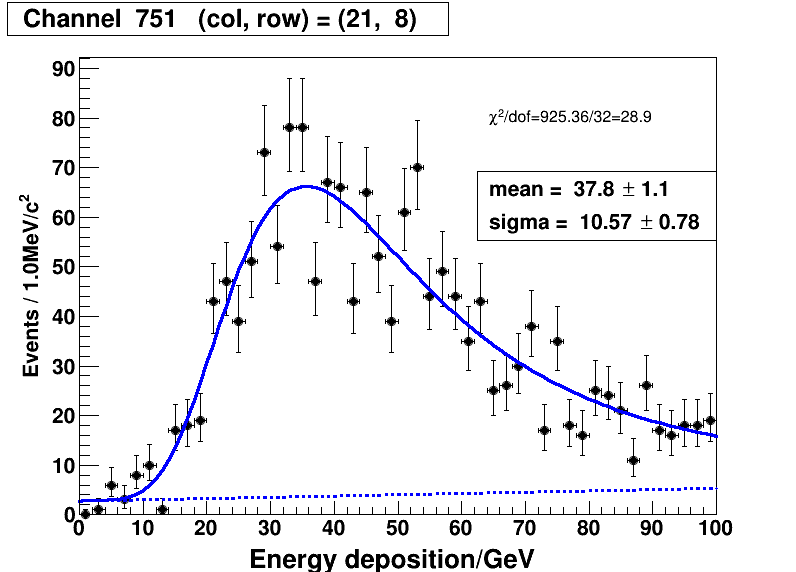 Channel 751 (col, row) = (21, 8)
χ²/dof=925.36/32=28.9
mean = 37.8 ± 1.1
sigma = 10.57 ± 0.78
Events / 1.0MeV/c²
90
80
70
60
50
40
30
20
10
0
0 10 20 30 40 50 60 70 80 90 100
Energy deposition/GeV